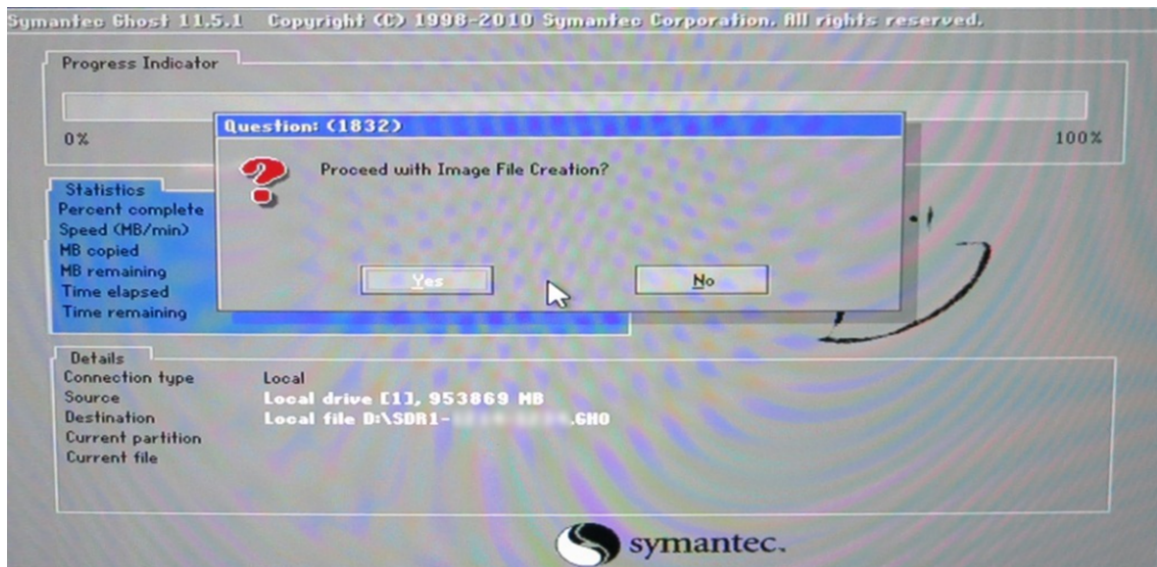 Symantec Ghost 11.5.1 Copyright (C) 1998-2010 Symantec Corporation. All rights reserved.
Progress Indicator
0%
100%
Question: (1832)
?
Proceed with Image File Creation?
Yes
No
Statistics
Percent complete
Speed (MB/min)
MB copied
MB remaining
Time elapsed
Time remaining
Details
Connection type Local
Source Local drive [1], 953869 MB
Destination Local file D:\SDR1- .GHO
Current partition
Current file
symantec.